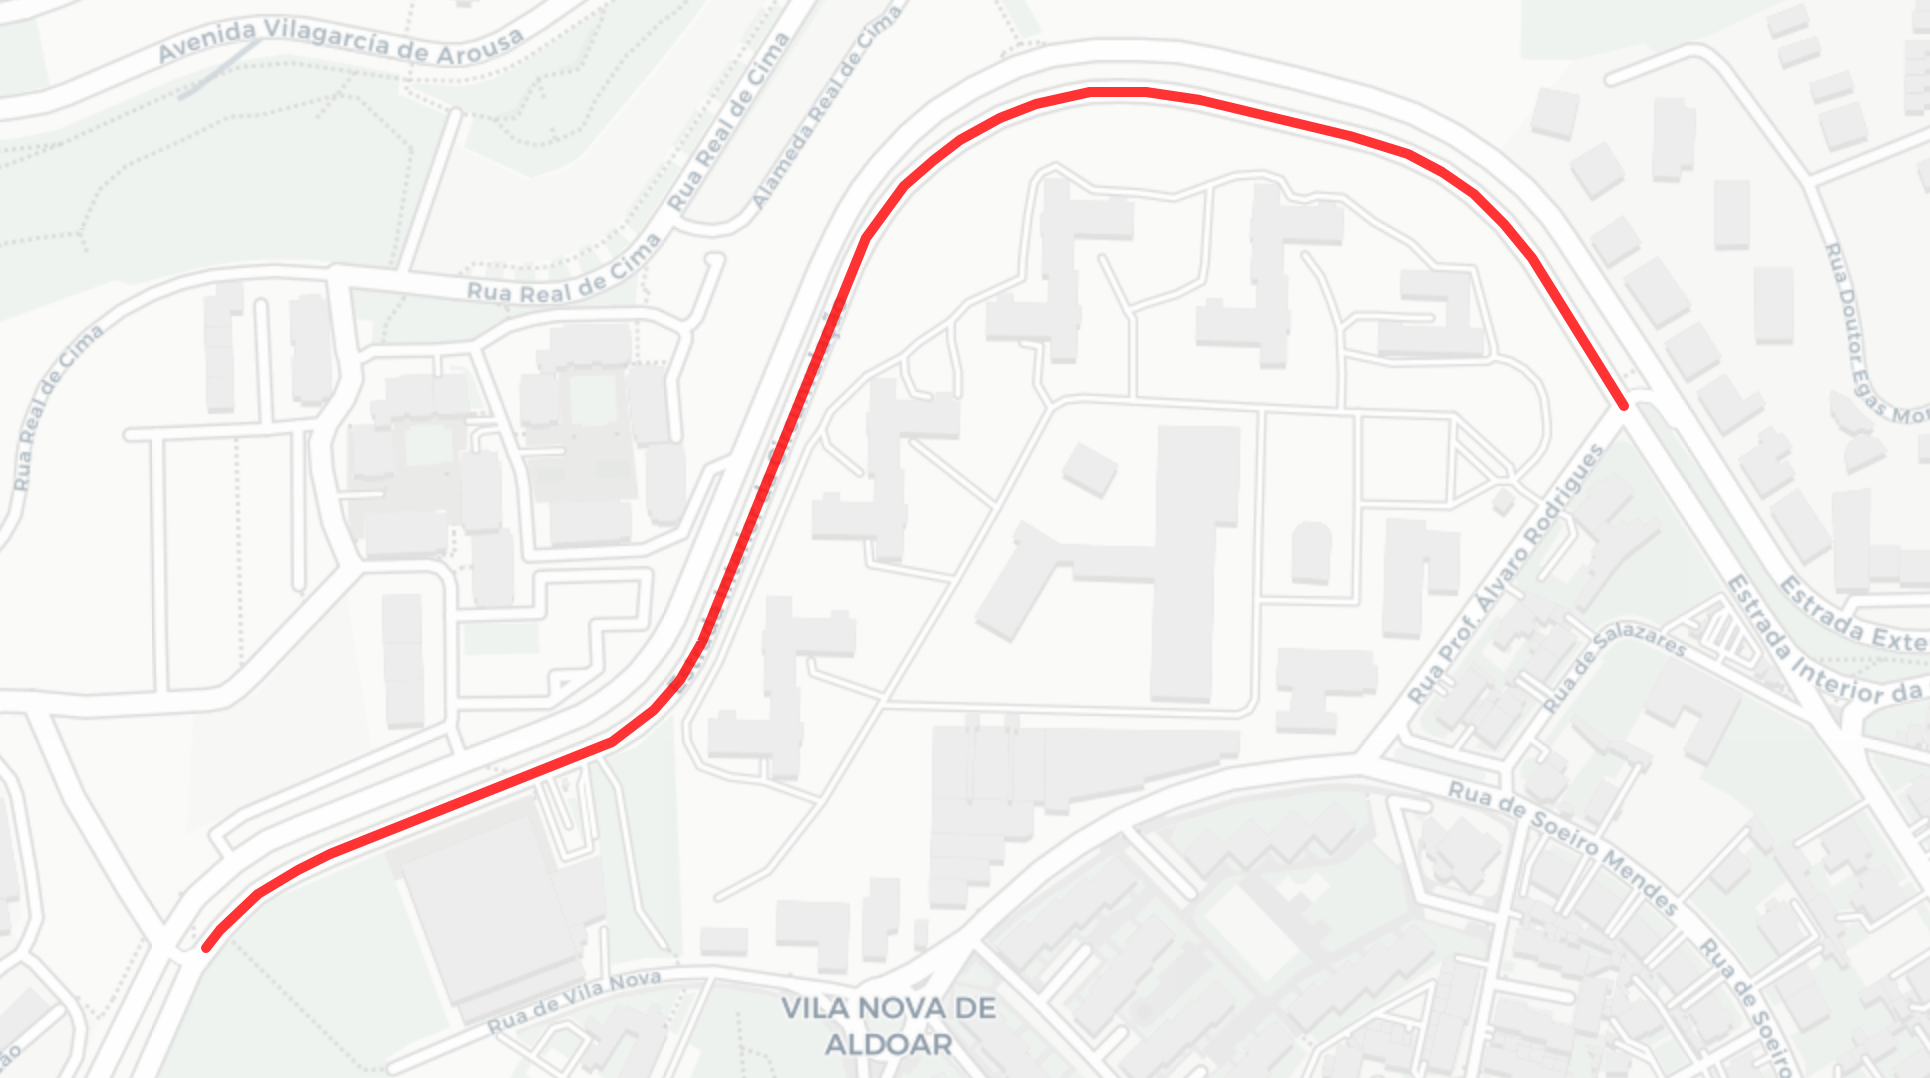 Avenida Vilagarcía de Arousa
Rua Real de Cima
Alameda Real de Cima
Rua Real de Cima
Rua Real de Cima
Rua Doutor Egas Mo
Rua Prof. Álvaro Rodrigues
Estrada Exte
Estrada Interior da
Rua de Salazares
Rua de Soeiro Mendes
Rua de Soeiro
Rua de Vila Nova
VILA NOVA DE
ALDOAR
ão